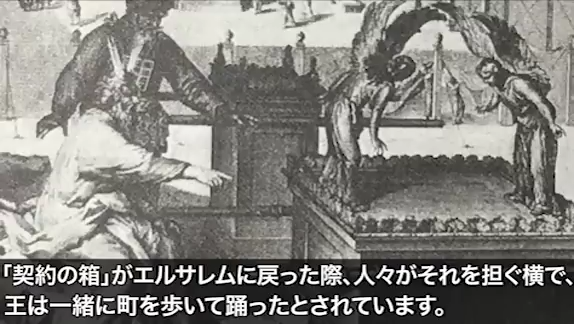 「契約の箱」がエルサレムに戻った際、人々がそれを担ぐ横で、
王は一緒に町を歩いて踊ったとされています。